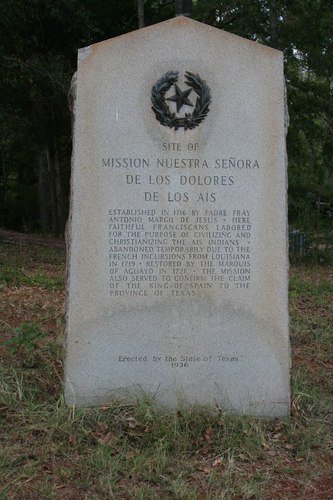 SITE OF
MISSION NUESTRA SEÑORA
DE LOS DOLORES
DE LOS AIS
ESTABLISHED IN 1716 BY PADRE FRAY
ANTONIO MARGIL DE JESUS • HERE
FAITHFUL FRANCISCANS LABORED
FOR THE PURPOSE OF CIVILIZING AND
CHRISTIANIZING THE AIS INDIANS •
ABANDONED TEMPORARILY DUE TO THE
FRENCH INCURSIONS FROM LOUISIANA
IN 1719 • RESTORED BY THE MARQUIS
OF AGUAYO IN 1721 • THE MISSION
ALSO SERVED TO CONFIRM THE CLAIM
OF THE KING OF SPAIN TO THE
PROVINCE OF TEXAS
Erected by the State of Texas
1936